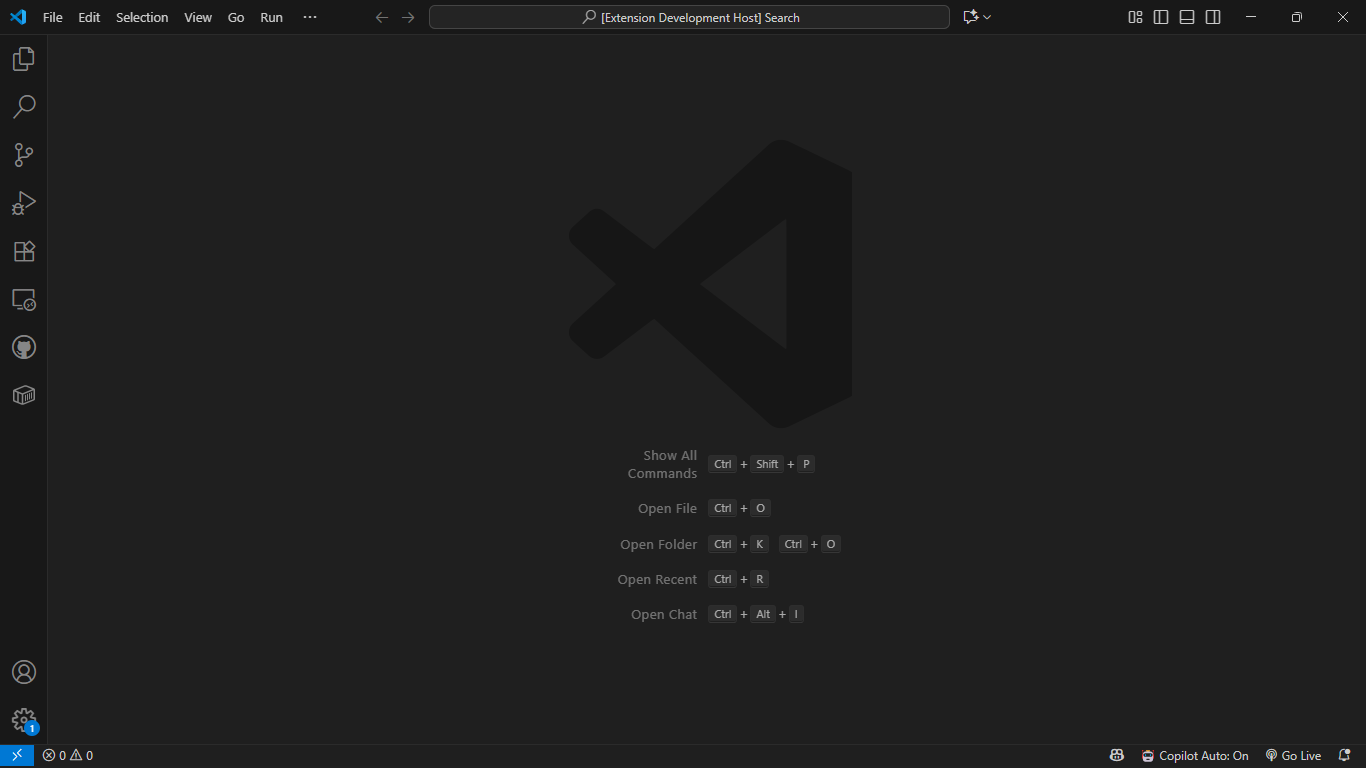 File Edit Selection View Go Run ···
[Extension Development Host] Search
Show All
Commands Ctrl + Shift + P
Open File Ctrl + O
Open Folder Ctrl + K Ctrl + O
Open Recent Ctrl + R
Open Chat Ctrl + Alt + I
1
0 0 Copilot Auto: On Go Live